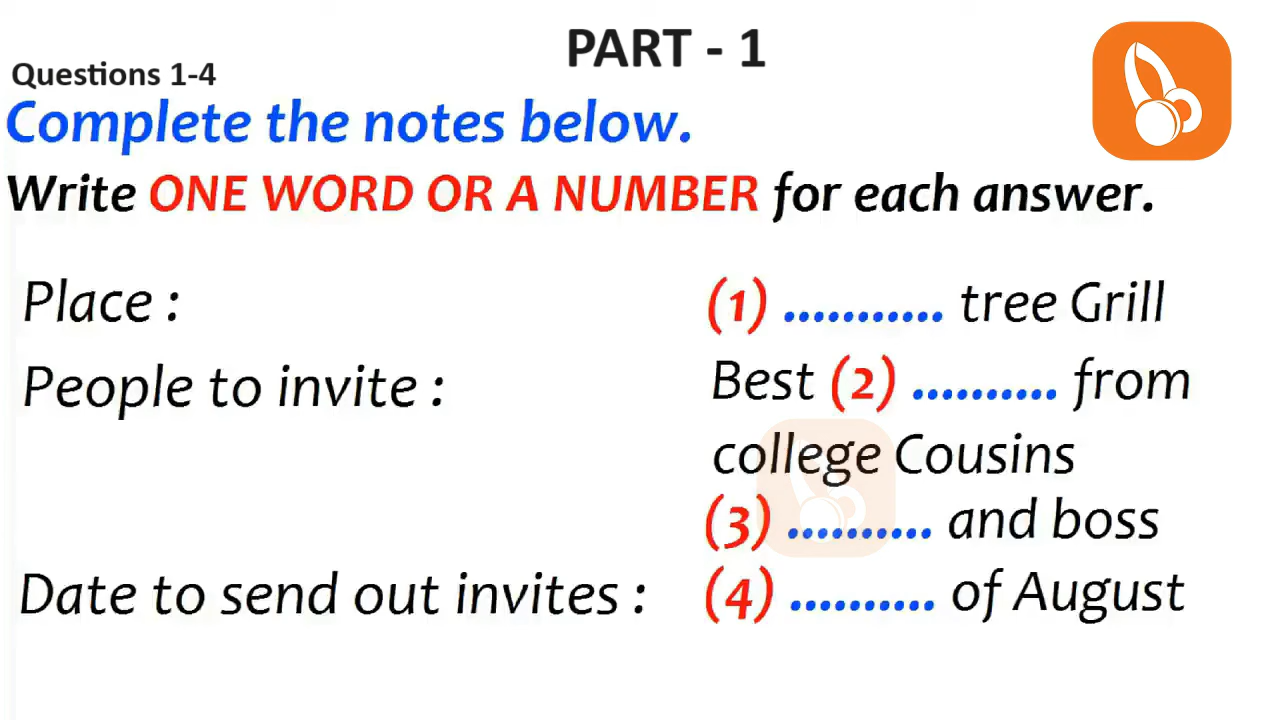 PART - 1
Questions 1-4
Complete the notes below.
Write ONE WORD OR A NUMBER for each answer.
Place : (1) ........... tree Grill
People to invite : Best (2) .......... from
college Cousins
(3) .......... and boss
Date to send out invites : (4) .......... of August